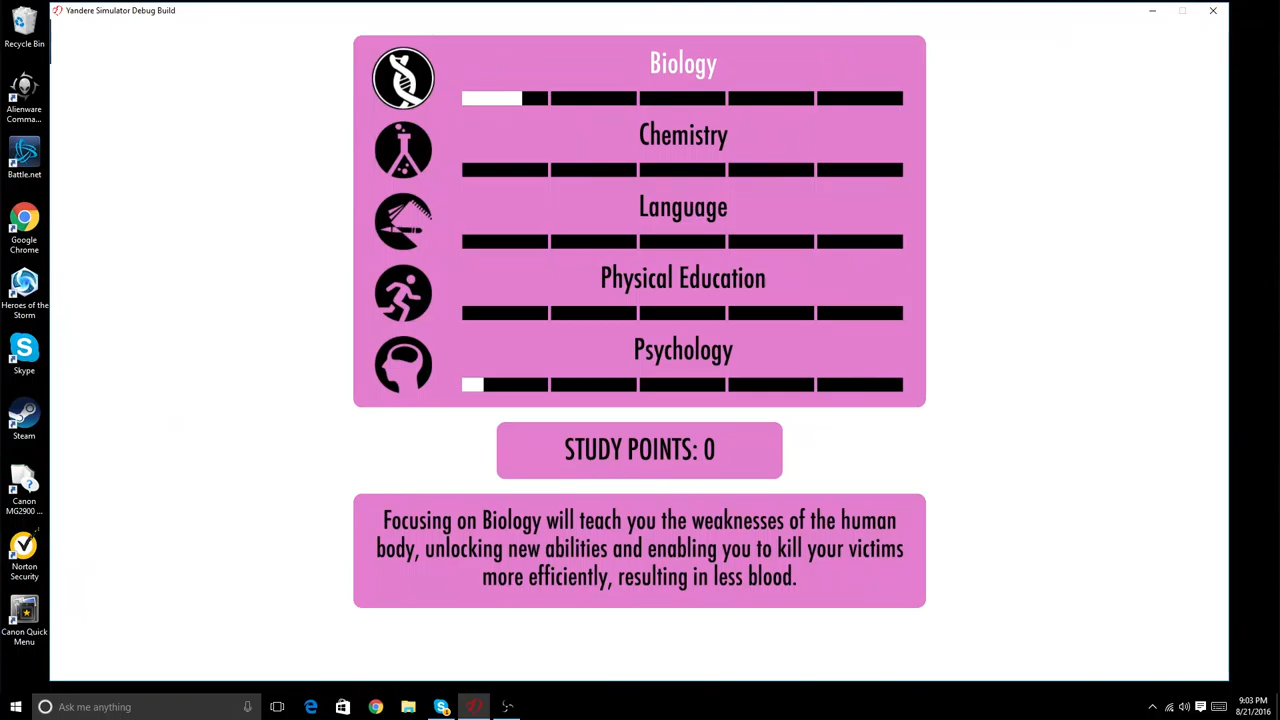 Yandere Simulator Debug Build
Recycle Bin
Alienware
Comma...
Battle.net
Google
Chrome
Heroes of the
Storm
Skype
Steam
Canon
MG2900 ...
Norton
Security
Canon Quick
Menu
Biology
Chemistry
Language
Physical Education
Psychology
STUDY POINTS: 0
Focusing on Biology will teach you the weaknesses of the human
body, unlocking new abilities and enabling you to kill your victims
more efficiently, resulting in less blood.
Ask me anything
9:03 PM
8/21/2016